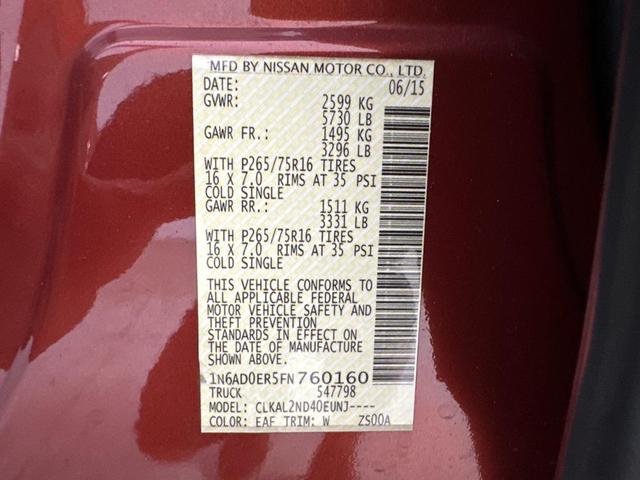 MFD BY NISSAN MOTOR CO., LTD.
DATE: 06/15
GVWR: 2599 KG
5730 LB
GAWR FR.: 1495 KG
3296 LB
WITH P265/75R16 TIRES
16 X 7.0 RIMS AT 35 PSI
COLD SINGLE
GAWR RR.: 1511 KG
3331 LB
WITH P265/75R16 TIRES
16 X 7.0 RIMS AT 35 PSI
COLD SINGLE
THIS VEHICLE CONFORMS TO
ALL APPLICABLE FEDERAL
MOTOR VEHICLE SAFETY AND
THEFT PREVENTION
STANDARDS IN EFFECT ON
THE DATE OF MANUFACTURE
SHOWN ABOVE.
1N6AD0ER5FN760160
TRUCK 547798
MODEL: CLKAL2ND40EUNJ----
COLOR: EAF TRIM: W ZS00A